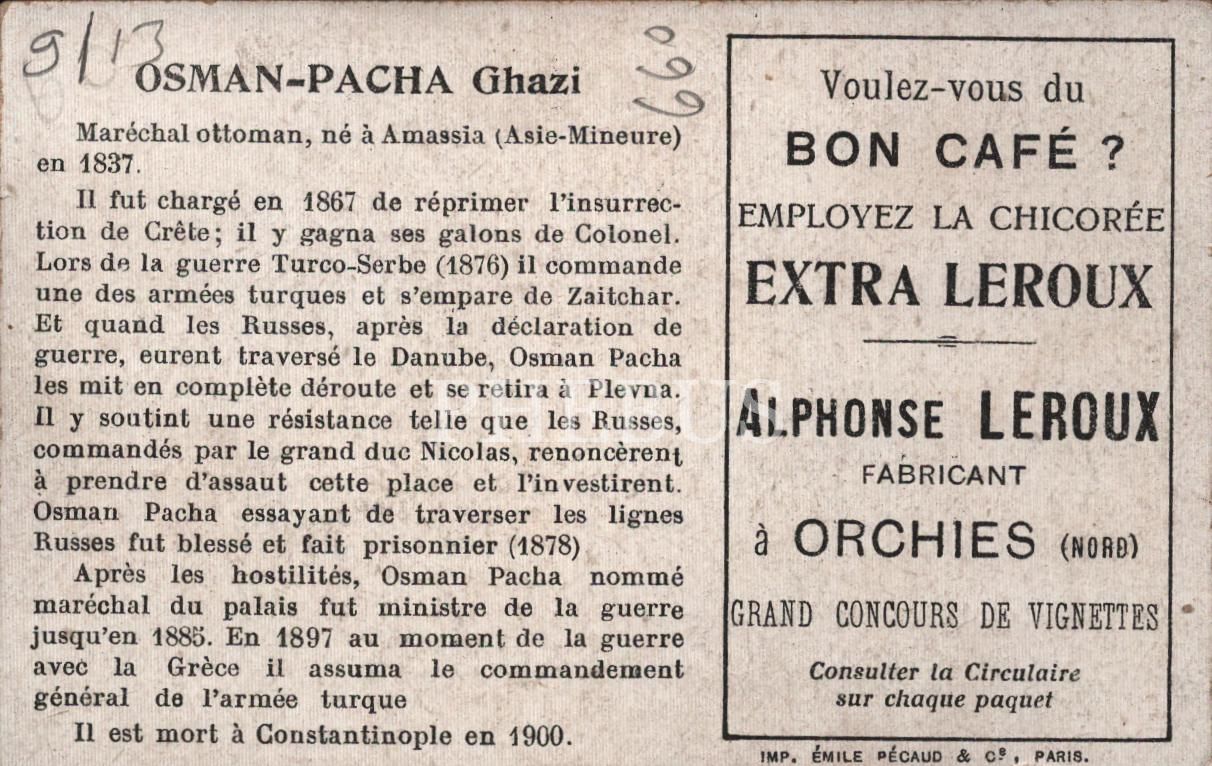 9/13
660
OSMAN-PACHA Ghazi
Maréchal ottoman, né à Amassia (Asie-Mineure)
en 1837.
Il fut chargé en 1867 de réprimer l'insurrec-
tion de Crête; il y gagna ses galons de Colonel.
Lors de la guerre Turco-Serbe (1876) il commande
une des armées turques et s'empare de Zaitchar.
Et quand les Russes, après la déclaration de
guerre, eurent traversé le Danube, Osman Pacha
les mit en complète déroute et se retira à Plevna.
Il y soutint une résistance telle que les Russes,
commandés par le grand duc Nicolas, renoncèrent
à prendre d'assaut cette place et l'investirent.
Osman Pacha essayant de traverser les lignes
Russes fut blessé et fait prisonnier (1878)
Après les hostilités, Osman Pacha nommé
maréchal du palais fut ministre de la guerre
jusqu'en 1885. En 1897 au moment de la guerre
avec la Grèce il assuma le commandement
général de l'armée turque
Il est mort à Constantinople en 1900.
Voulez-vous du
BON CAFÉ ?
EMPLOYEZ LA CHICORÉE
EXTRA LEROUX
ALPHONSE LEROUX
FABRICANT
à ORCHIES (NORD)
GRAND CONCOURS DE VIGNETTES
Consulter la Circulaire
sur chaque paquet
IMP. ÉMILE PÉCAUD & Cᵉ, PARIS.